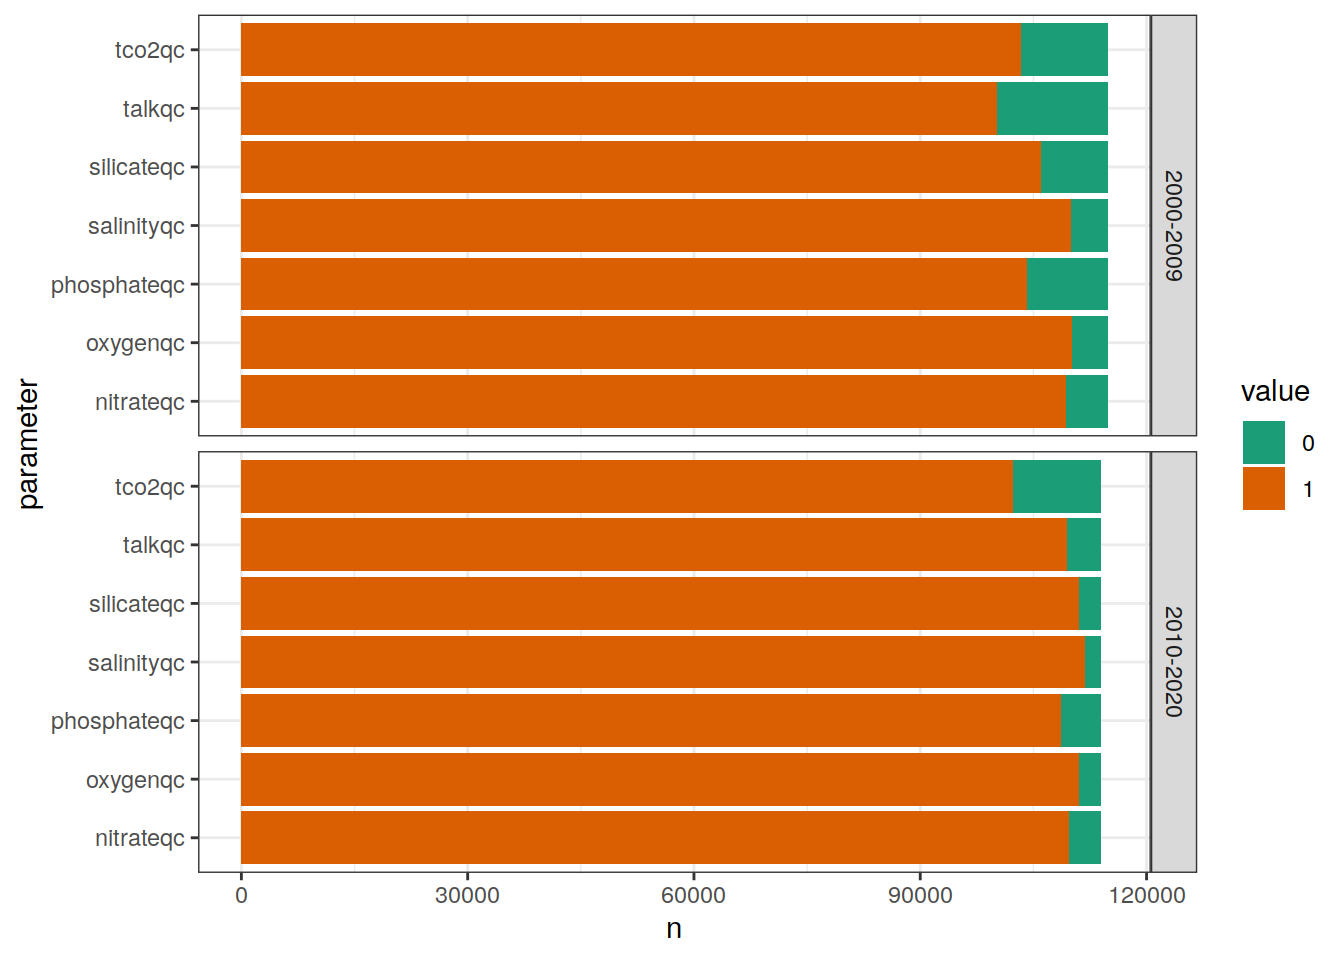 tco2qc
talkqc
silicateqc
salinityqc
phosphateqc
oxygenqc
nitrateqc
2000-2009
tco2qc
talkqc
silicateqc
salinityqc
phosphateqc
oxygenqc
nitrateqc
2010-2020
0 30000 60000 90000 120000
n
parameter
value
0
1